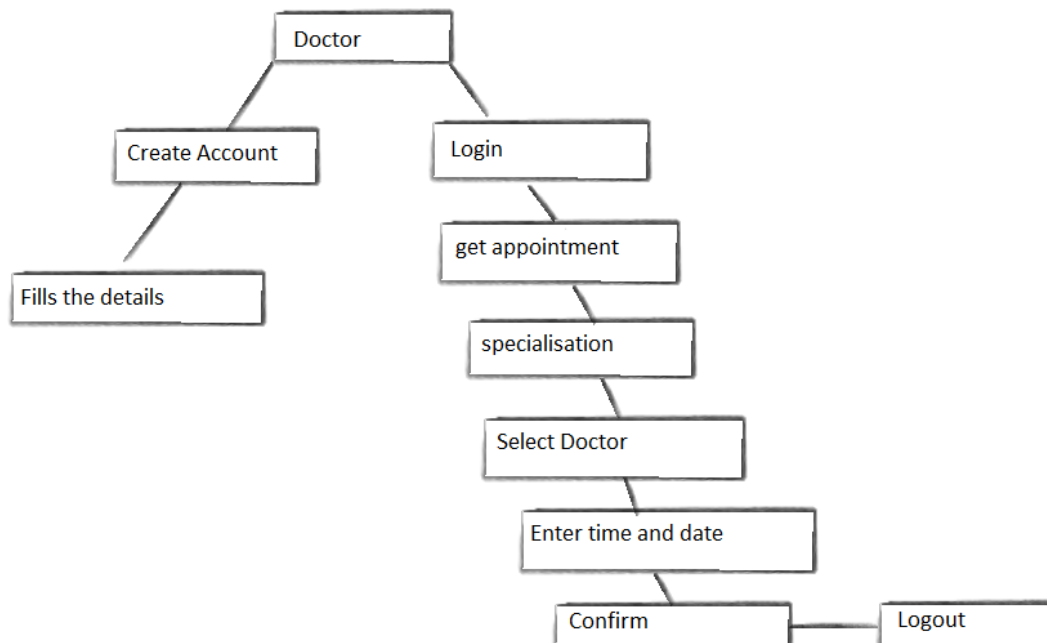 Doctor
Create Account
Login
get appointment
Fills the details
specialisation
Select Doctor
Enter time and date
Confirm
Logout